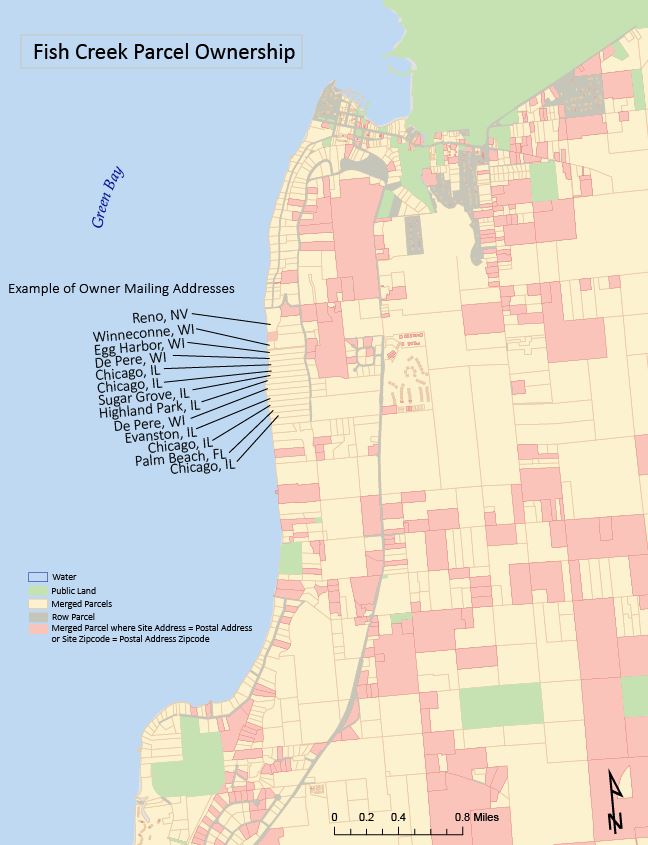 Fish Creek Parcel Ownership
Green Bay
Example of Owner Mailing Addresses
Reno, NV
Winneconne, WI
Egg Harbor, WI
De Pere, WI
Chicago, IL
Chicago, IL
Sugar Grove, IL
Highland Park, IL
De Pere, WI
Evanston, IL
Chicago, IL
Palm Beach, FL
Chicago, IL
Water
Public Land
Merged Parcels
Row Parcel
Merged Parcel where Site Address = Postal Address
or Site Zipcode = Postal Address Zipcode
0 0.2 0.4 0.8 Miles
N